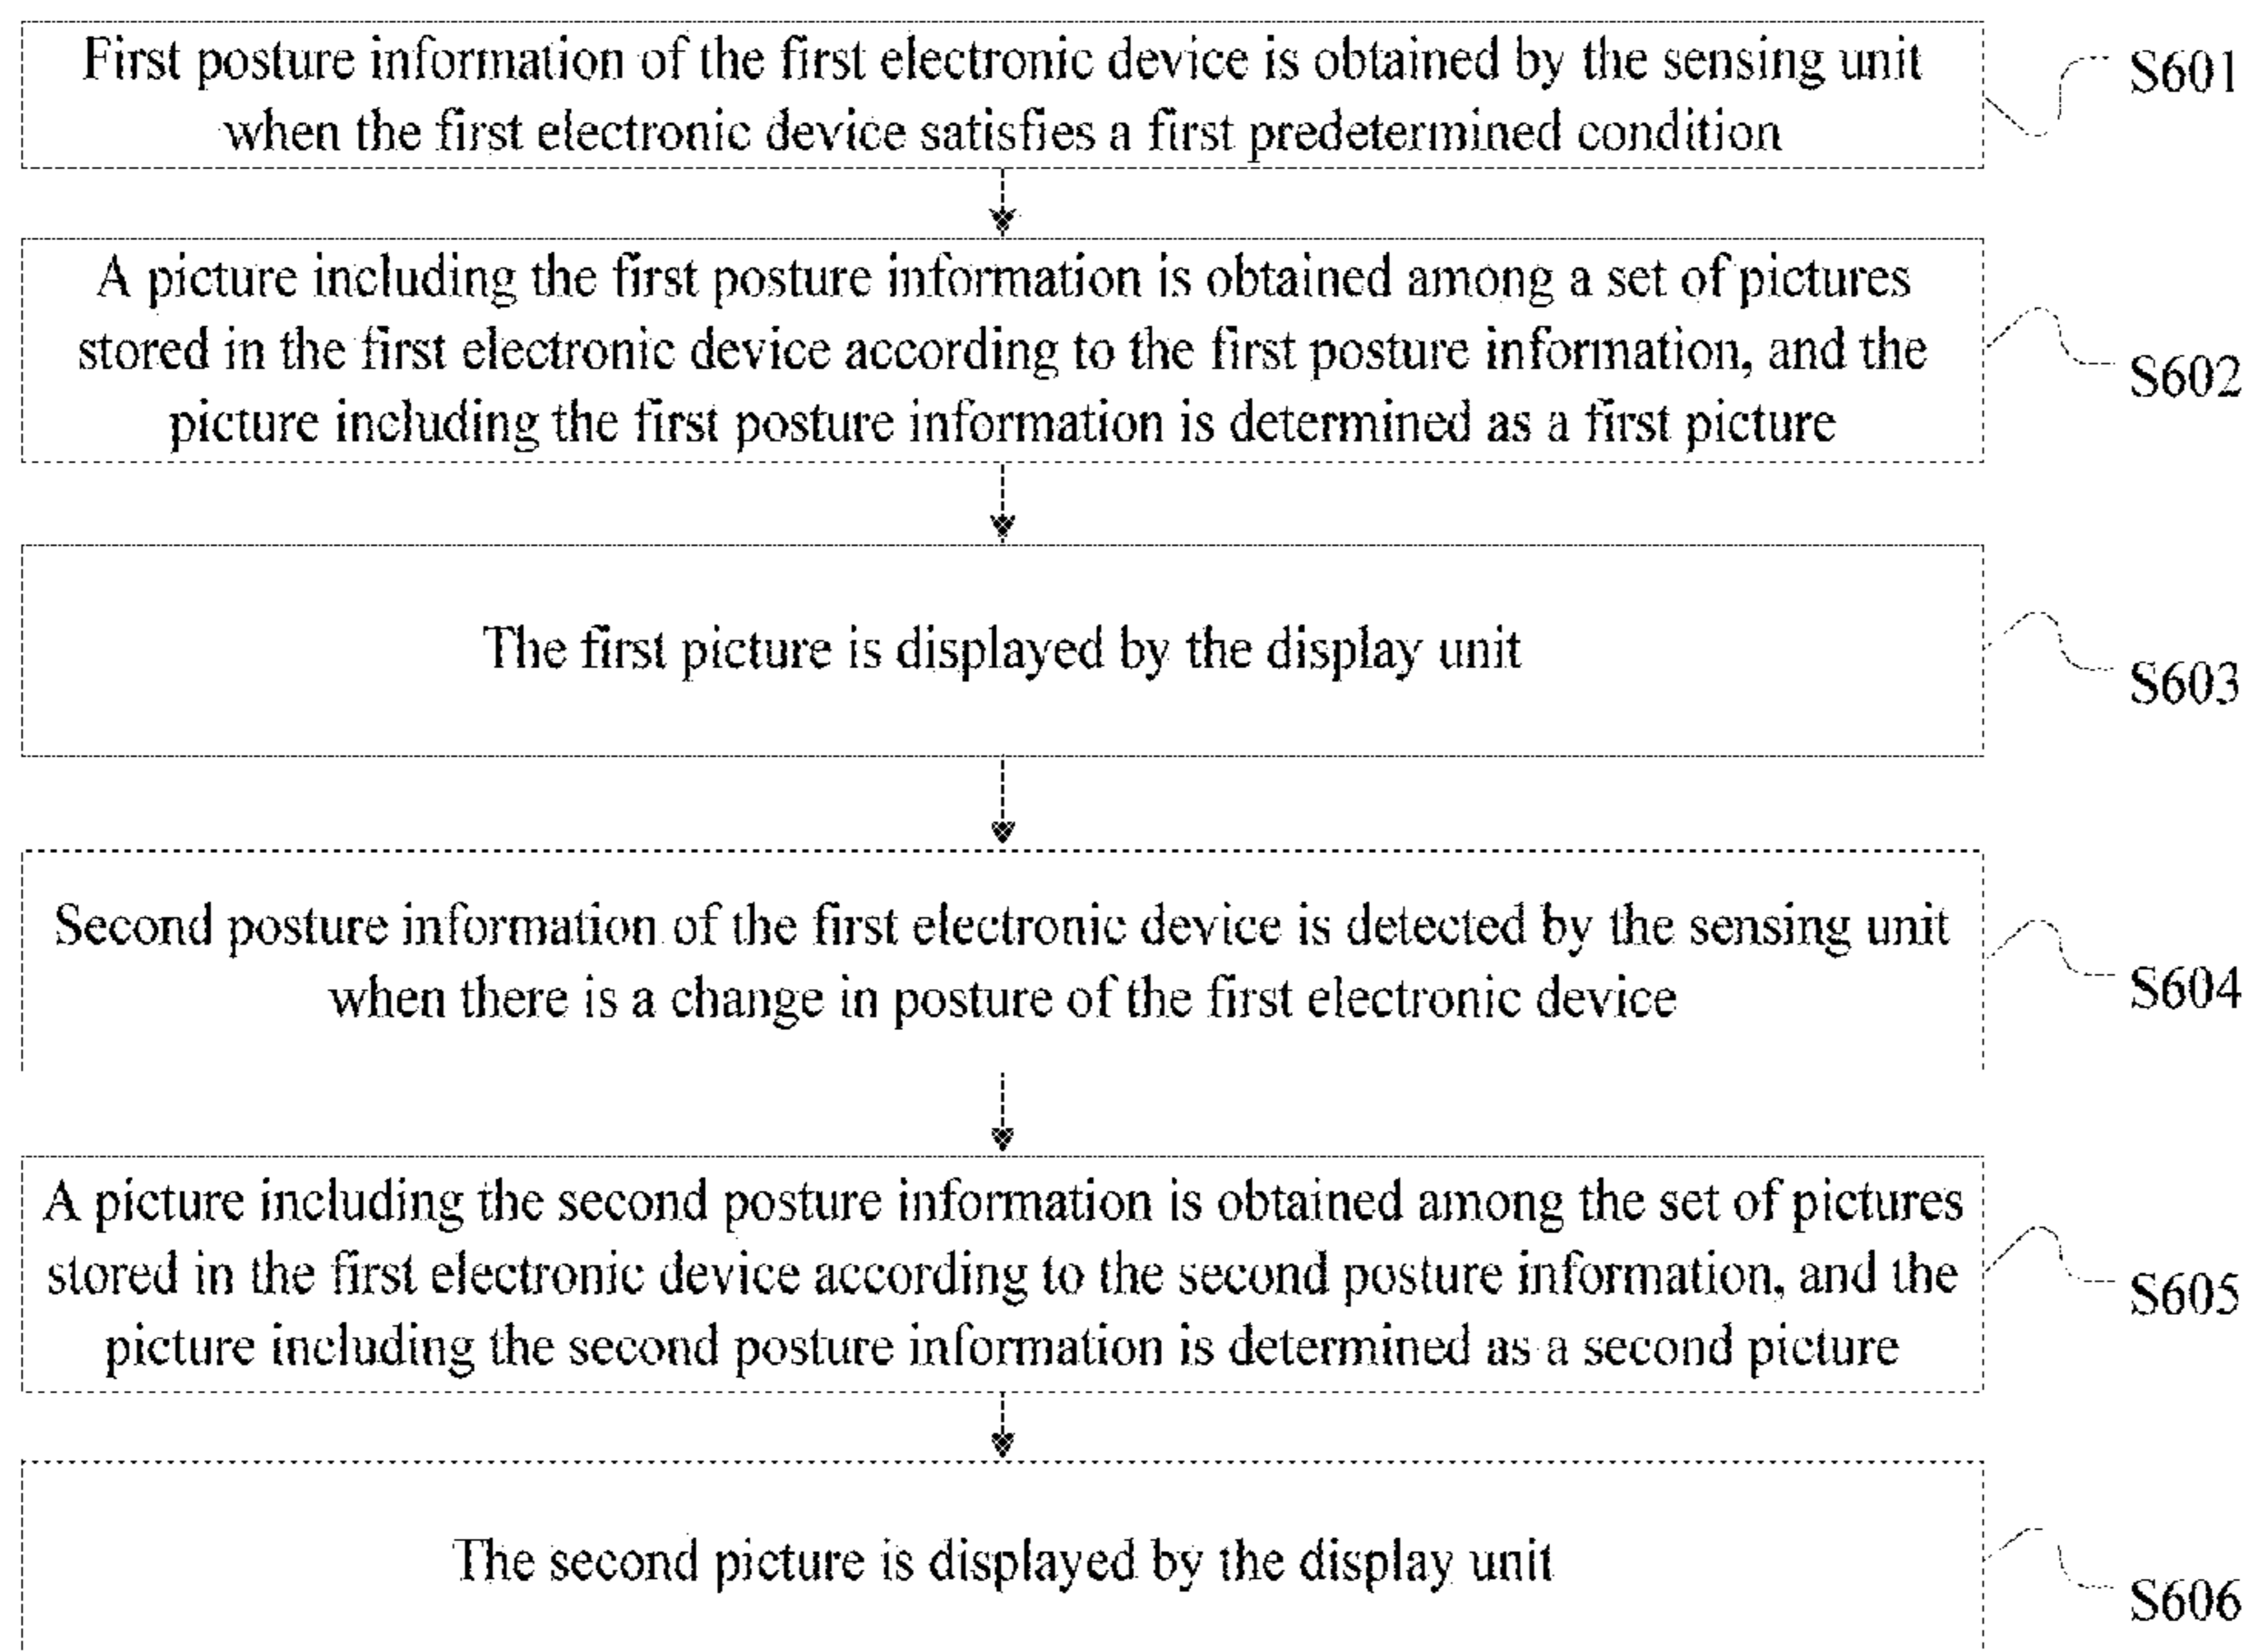 First posture information of the first electronic device is obtained by the sensing unit
when the first electronic device satisfies a first predetermined condition
S601
A picture including the first posture information is obtained among a set of pictures
stored in the first electronic device according to the first posture information, and the
picture including the first posture information is determined as a first picture
S602
The first picture is displayed by the display unit
S603
Second posture information of the first electronic device is detected by the sensing unit
when there is a change in posture of the first electronic device
S604
A picture including the second posture information is obtained among the set of pictures
stored in the first electronic device according to the second posture information, and the
picture including the second posture information is determined as a second picture
S605
The second picture is displayed by the display unit
S606